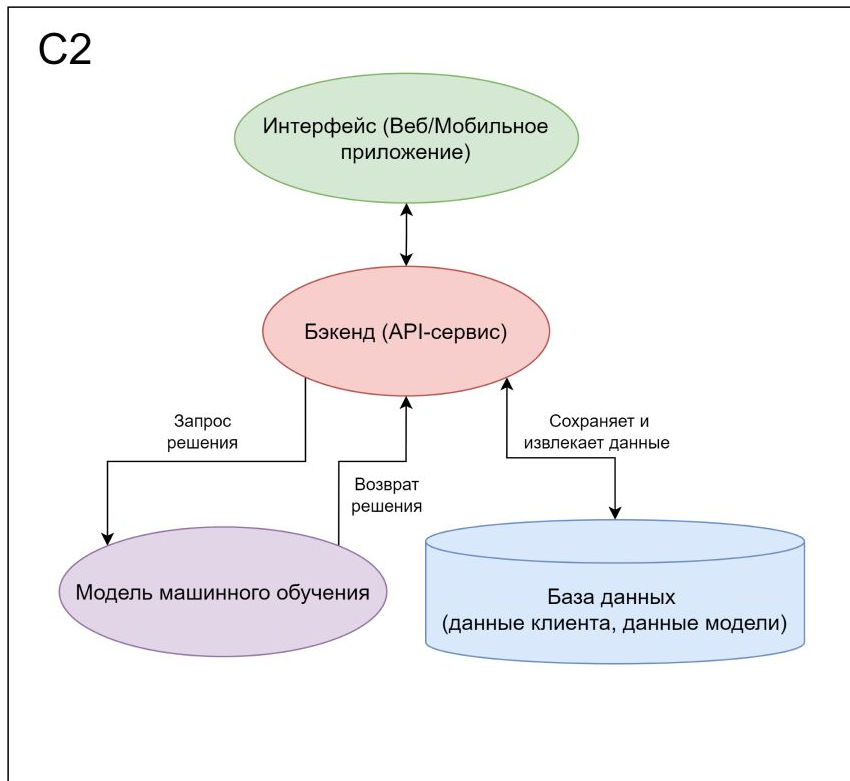 C2
Интерфейс (Веб/Мобильное
приложение)
Бэкенд (API-сервис)
Запрос
решения
Возврат
решения
Сохраняет и
извлекает данные
Модель машинного обучения
База данных
(данные клиента, данные модели)